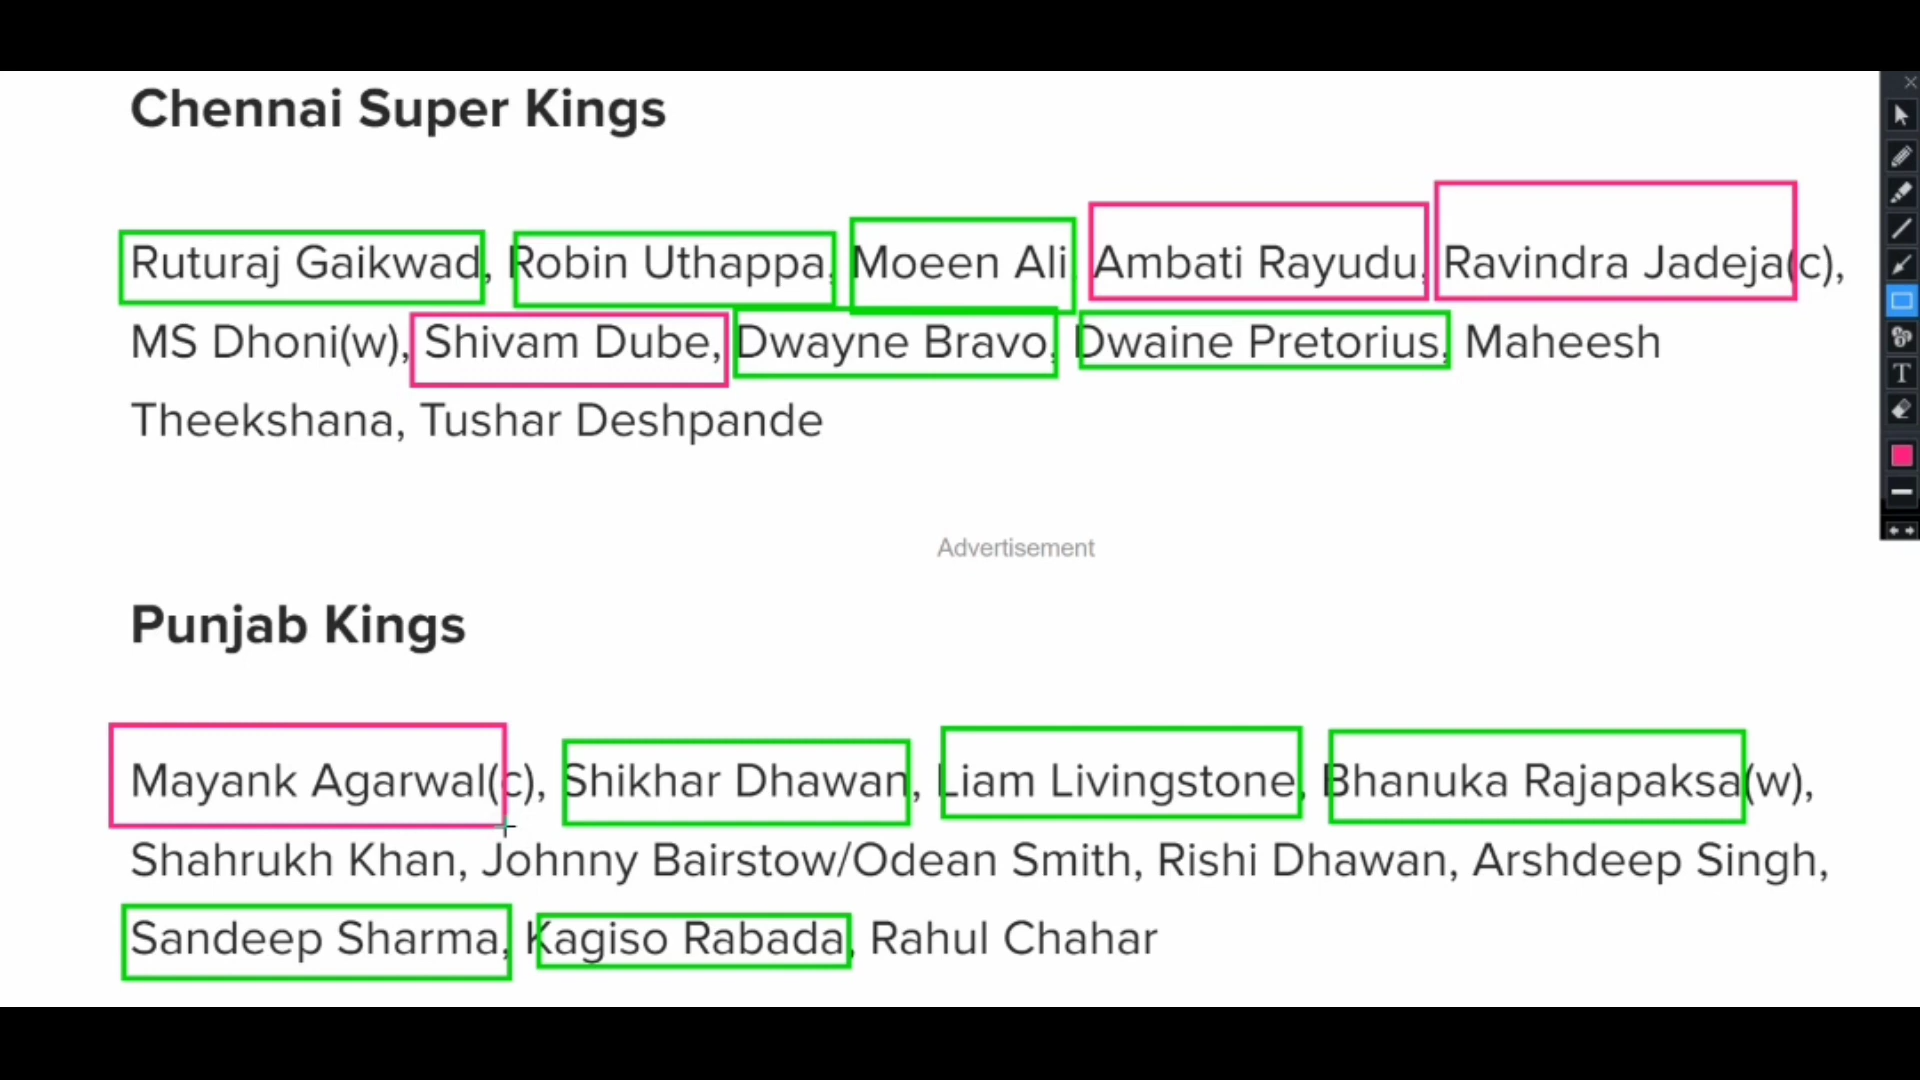 Chennai Super Kings
Ruturaj Gaikwad, Robin Uthappa, Moeen Ali, Ambati Rayudu, Ravindra Jadeja(c),
MS Dhoni(w), Shivam Dube, Dwayne Bravo, Dwaine Pretorius, Maheesh
Theekshana, Tushar Deshpande
Advertisement
Punjab Kings
Mayank Agarwal(c), Shikhar Dhawan, Liam Livingstone, Bhanuka Rajapaksa(w),
Shahrukh Khan, Johnny Bairstow/Odean Smith, Rishi Dhawan, Arshdeep Singh,
Sandeep Sharma, Kagiso Rabada, Rahul Chahar